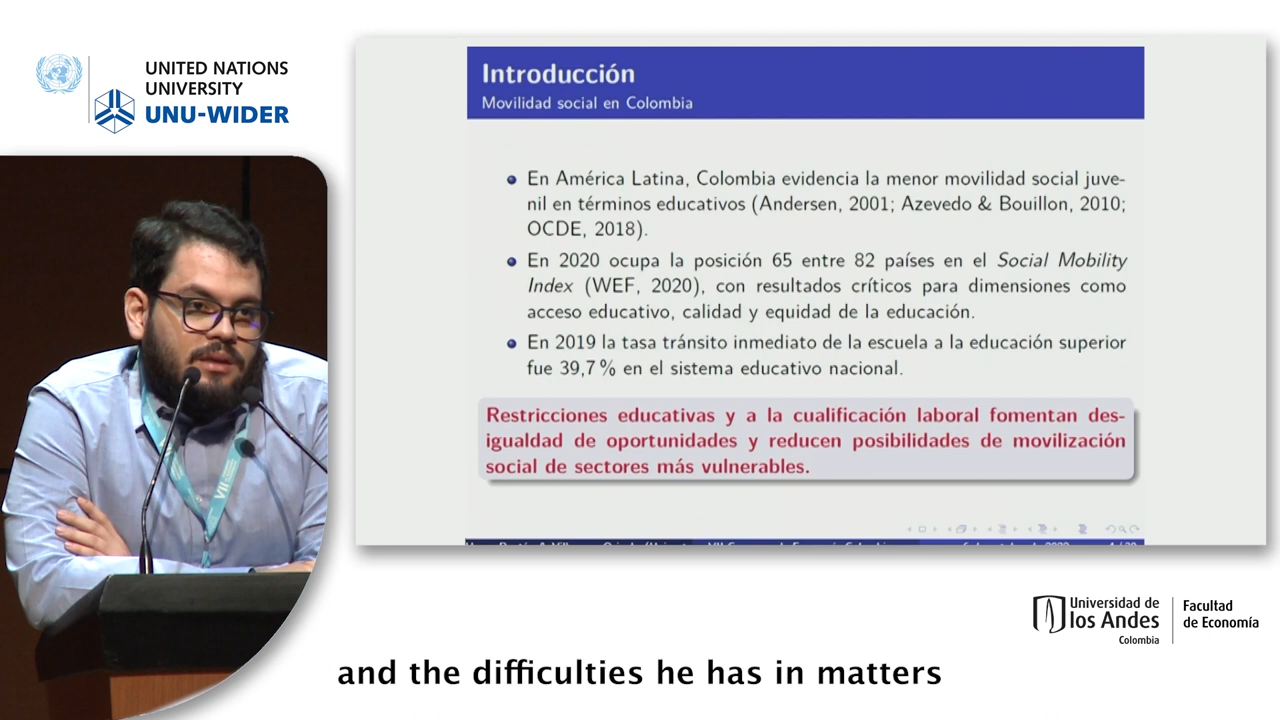 UNITED NATIONS
UNIVERSITY
UNU-WIDER
Introducción
Movilidad social en Colombia
En América Latina, Colombia evidencia la menor movilidad social juve-
nil en términos educativos (Andersen, 2001; Azevedo & Bouillon, 2010;
OCDE, 2018).
En 2020 ocupa la posición 65 entre 82 países en el Social Mobility
Index (WEF, 2020), con resultados críticos para dimensiones como
acceso educativo, calidad y equidad de la educación.
En 2019 la tasa tránsito inmediato de la escuela a la educación superior
fue 39,7 % en el sistema educativo nacional.
Restricciones educativas y a la cualificación laboral fomentan des-
igualdad de oportunidades y reducen posibilidades de movilización
social de sectores más vulnerables.
VII
Universidad de
los Andes
Colombia
Facultad
de Economía
and the difficulties he has in matters